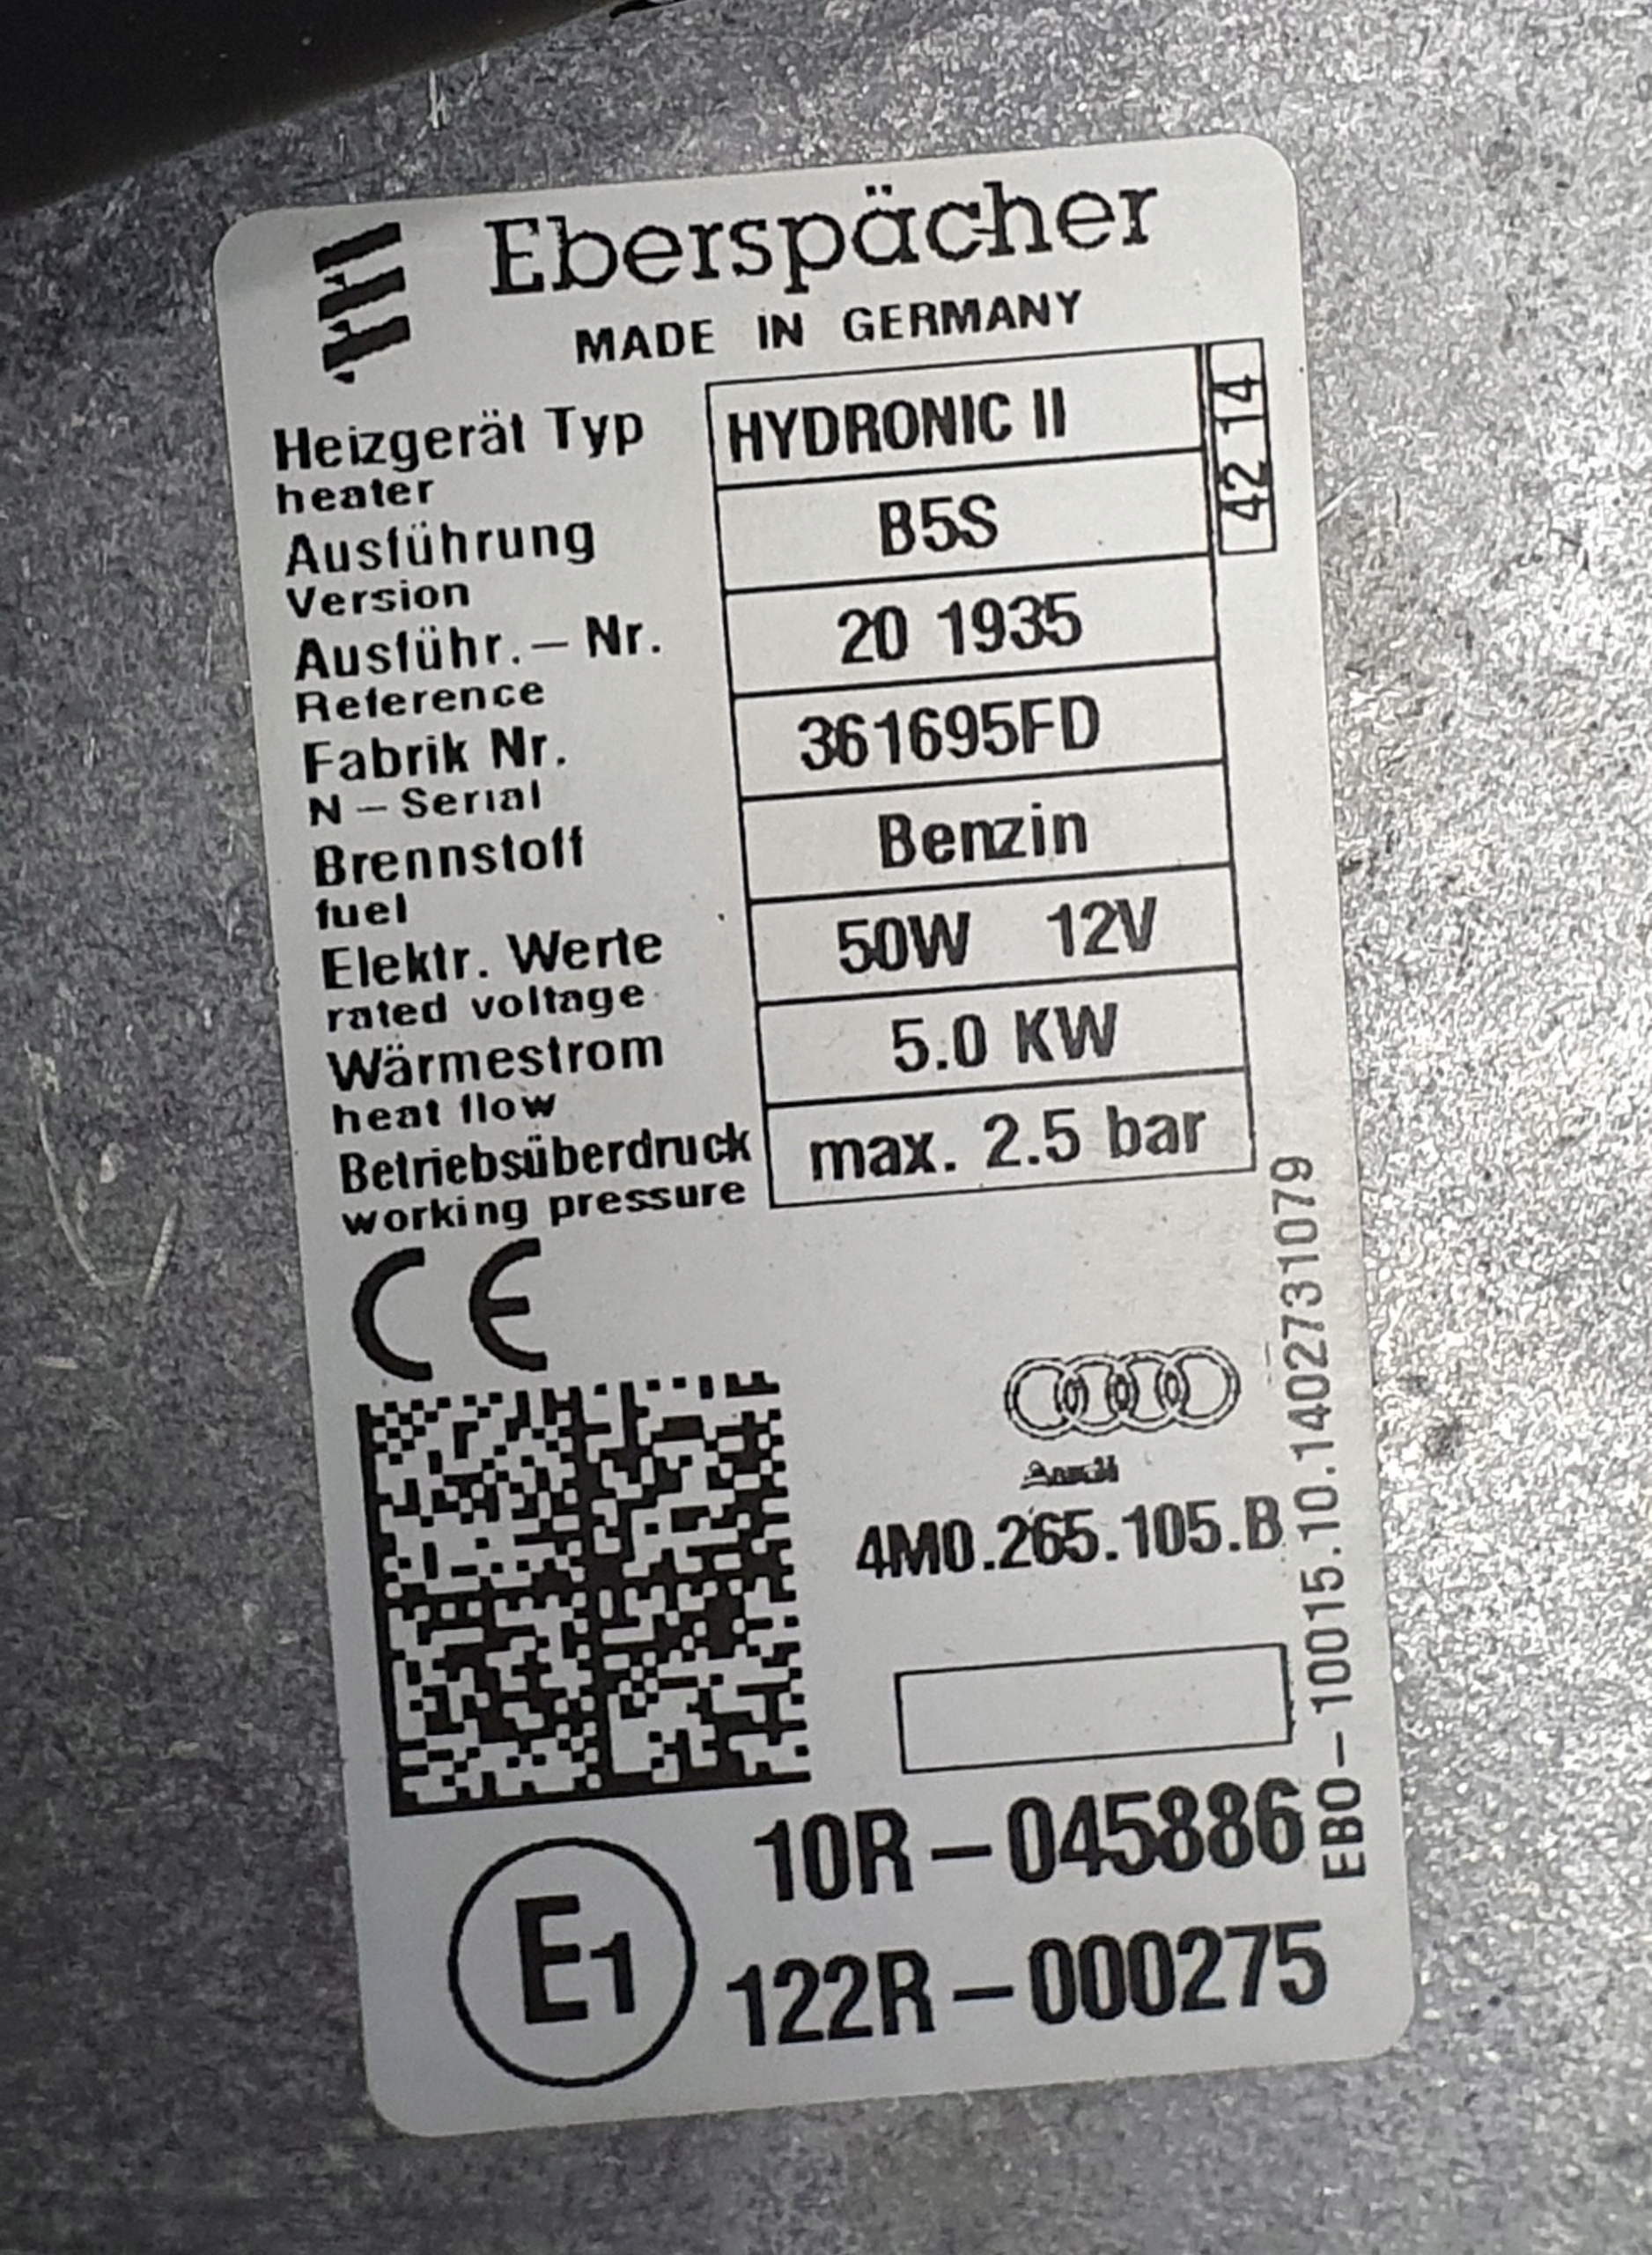 Eberspächer
MADE IN GERMANY
Heizgerät Typ HYDRONIC II
heater
42 14
Ausführung B5S
Version
Ausführ.-Nr. 20 1935
Reference
Fabrik Nr. 361695FD
N-Serial
Brennstoff Benzin
fuel
Elektr. Werte 50W 12V
rated voltage
Wärmestrom 5.0 KW
heat flow
Betriebsüberdruck max. 2.5 bar
working pressure
CE
Audi
4M0.265.105.B
EBO-10015.10.1402731079
10R-045886
E1
122R-000275